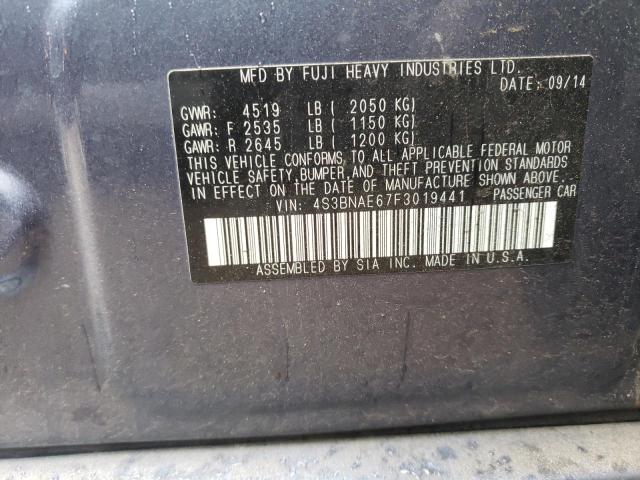 MFD BY FUJI HEAVY INDUSTRIES LTD.
DATE: 09/14
GVWR: 4519 LB ( 2050 KG)
GAWR: F 2535 LB ( 1150 KG)
GAWR: R 2645 LB ( 1200 KG)
THIS VEHICLE CONFORMS TO ALL APPLICABLE FEDERAL MOTOR
VEHICLE SAFETY,BUMPER,AND THEFT PREVENTION STANDARDS
IN EFFECT ON THE DATE OF MANUFACTURE SHOWN ABOVE.
VIN: 4S3BNAE67F3019441 PASSENGER CAR
ASSEMBLED BY SIA INC. MADE IN U.S.A.